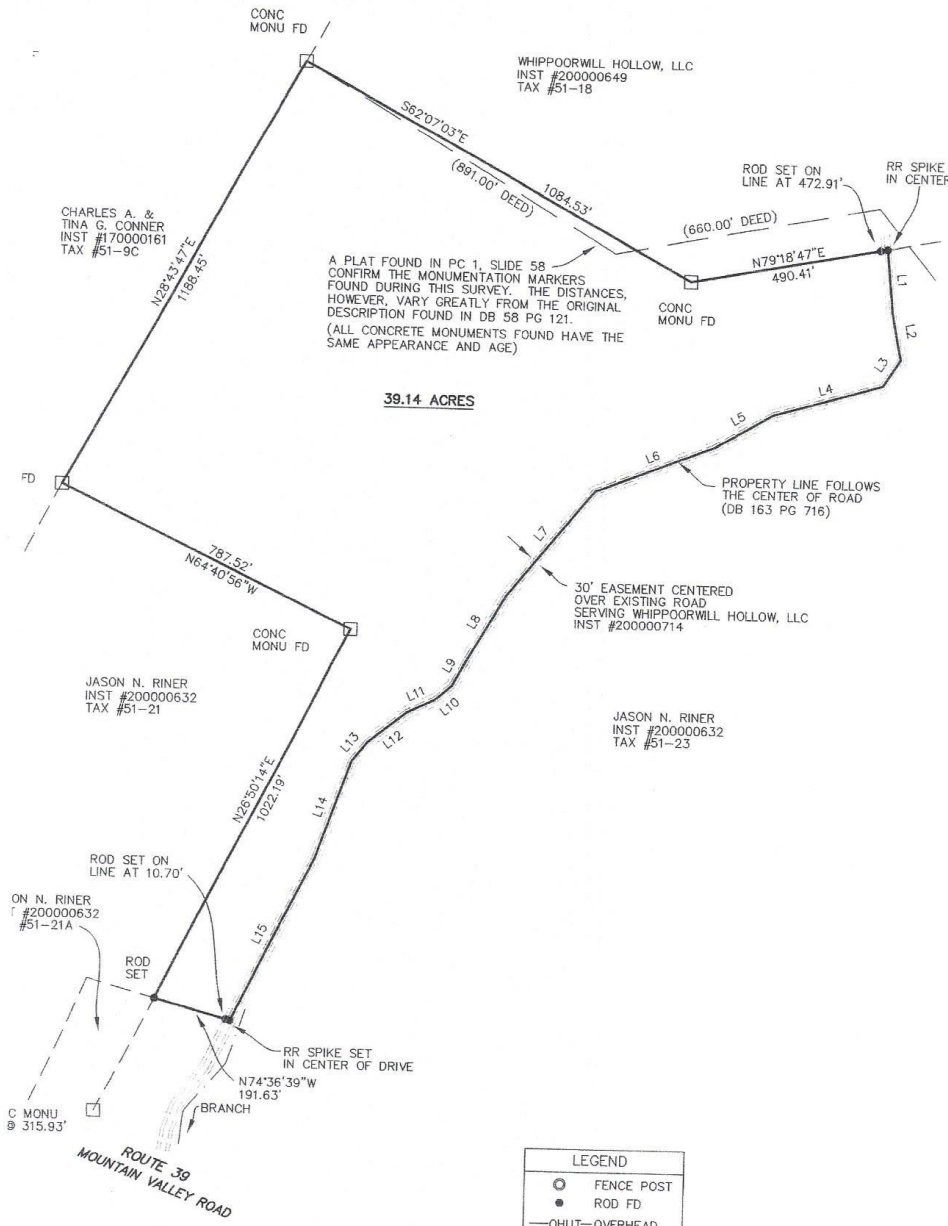 CONC
MONU FD
WHIPPOORWILL HOLLOW, LLC
INST #200000649
TAX #51-18
S62°07'03"E
1084.53'
(891.00' DEED)
ROD SET ON
LINE AT 472.91'
RR SPIKE
IN CENTER
(660.00' DEED)
N79°18'47"E
490.41'
CHARLES A. &
TINA G. CONNER
INST #170000161
TAX #51-9C
N28°43'47"E
1188.45'
A PLAT FOUND IN PC 1, SLIDE 58
CONFIRM THE MONUMENTATION MARKERS
FOUND DURING THIS SURVEY. THE DISTANCES,
HOWEVER, VARY GREATLY FROM THE ORIGINAL
DESCRIPTION FOUND IN DB 58 PG 121.
(ALL CONCRETE MONUMENTS FOUND HAVE THE
SAME APPEARANCE AND AGE)
CONC
MONU FD
L1
L2
L3
L4
L5
L6
39.14 ACRES
FD
PROPERTY LINE FOLLOWS
THE CENTER OF ROAD
(DB 163 PG 716)
L7
787.52'
N64°40'56"W
30' EASEMENT CENTERED
OVER EXISTING ROAD
SERVING WHIPPOORWILL HOLLOW, LLC
INST #200000714
CONC
MONU FD
L8
L9
L10
L11
L12
L13
L14
L15
JASON N. RINER
INST #200000632
TAX #51-21
JASON N. RINER
INST #200000632
TAX #51-23
N26°50'14"E
1022.19'
ROD SET ON
LINE AT 10.70'
ON N. RINER
T #200000632
#51-21A
ROD
SET
RR SPIKE SET
IN CENTER OF DRIVE
N74°36'39"W
191.63'
BRANCH
C MONU
@ 315.93'
ROUTE 39
MOUNTAIN VALLEY ROAD
LEGEND
FENCE POST
ROD FD
OHUT OVERHEAD